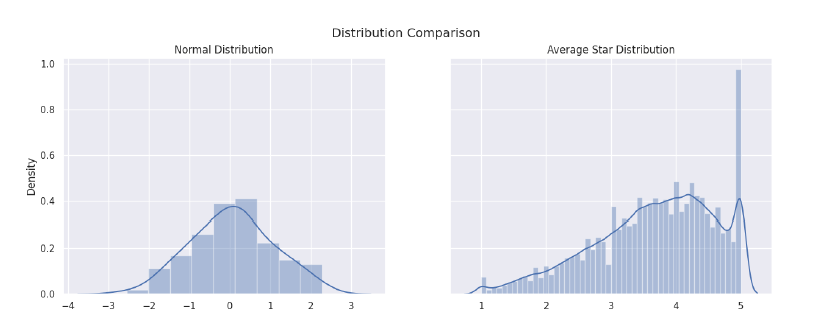 Distribution Comparison
Normal Distribution
Average Star Distribution
Density
1.0
0.8
0.6
0.4
0.2
0.0
−4 −3 −2 −1 0 1 2 3
1 2 3 4 5